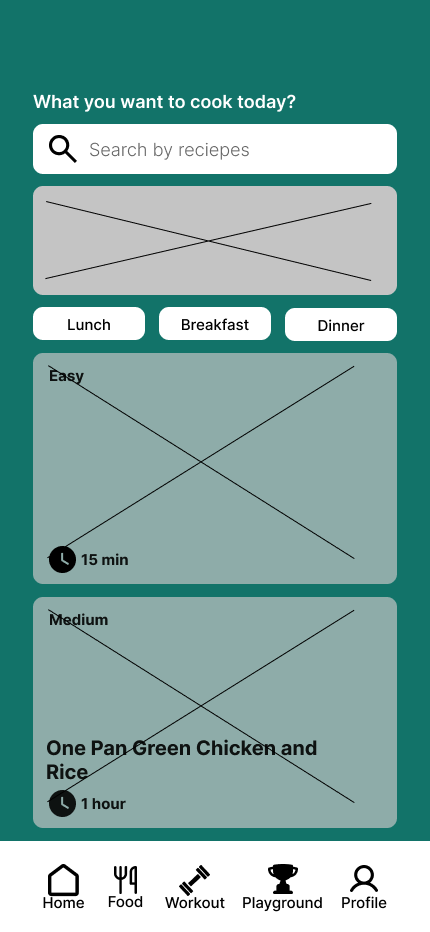 What you want to cook today?
Search by reciepes
Lunch
Breakfast
Dinner
Easy
15 min
Medium
One Pan Green Chicken and
Rice
1 hour
Home
Food
Workout
Playground
Profile